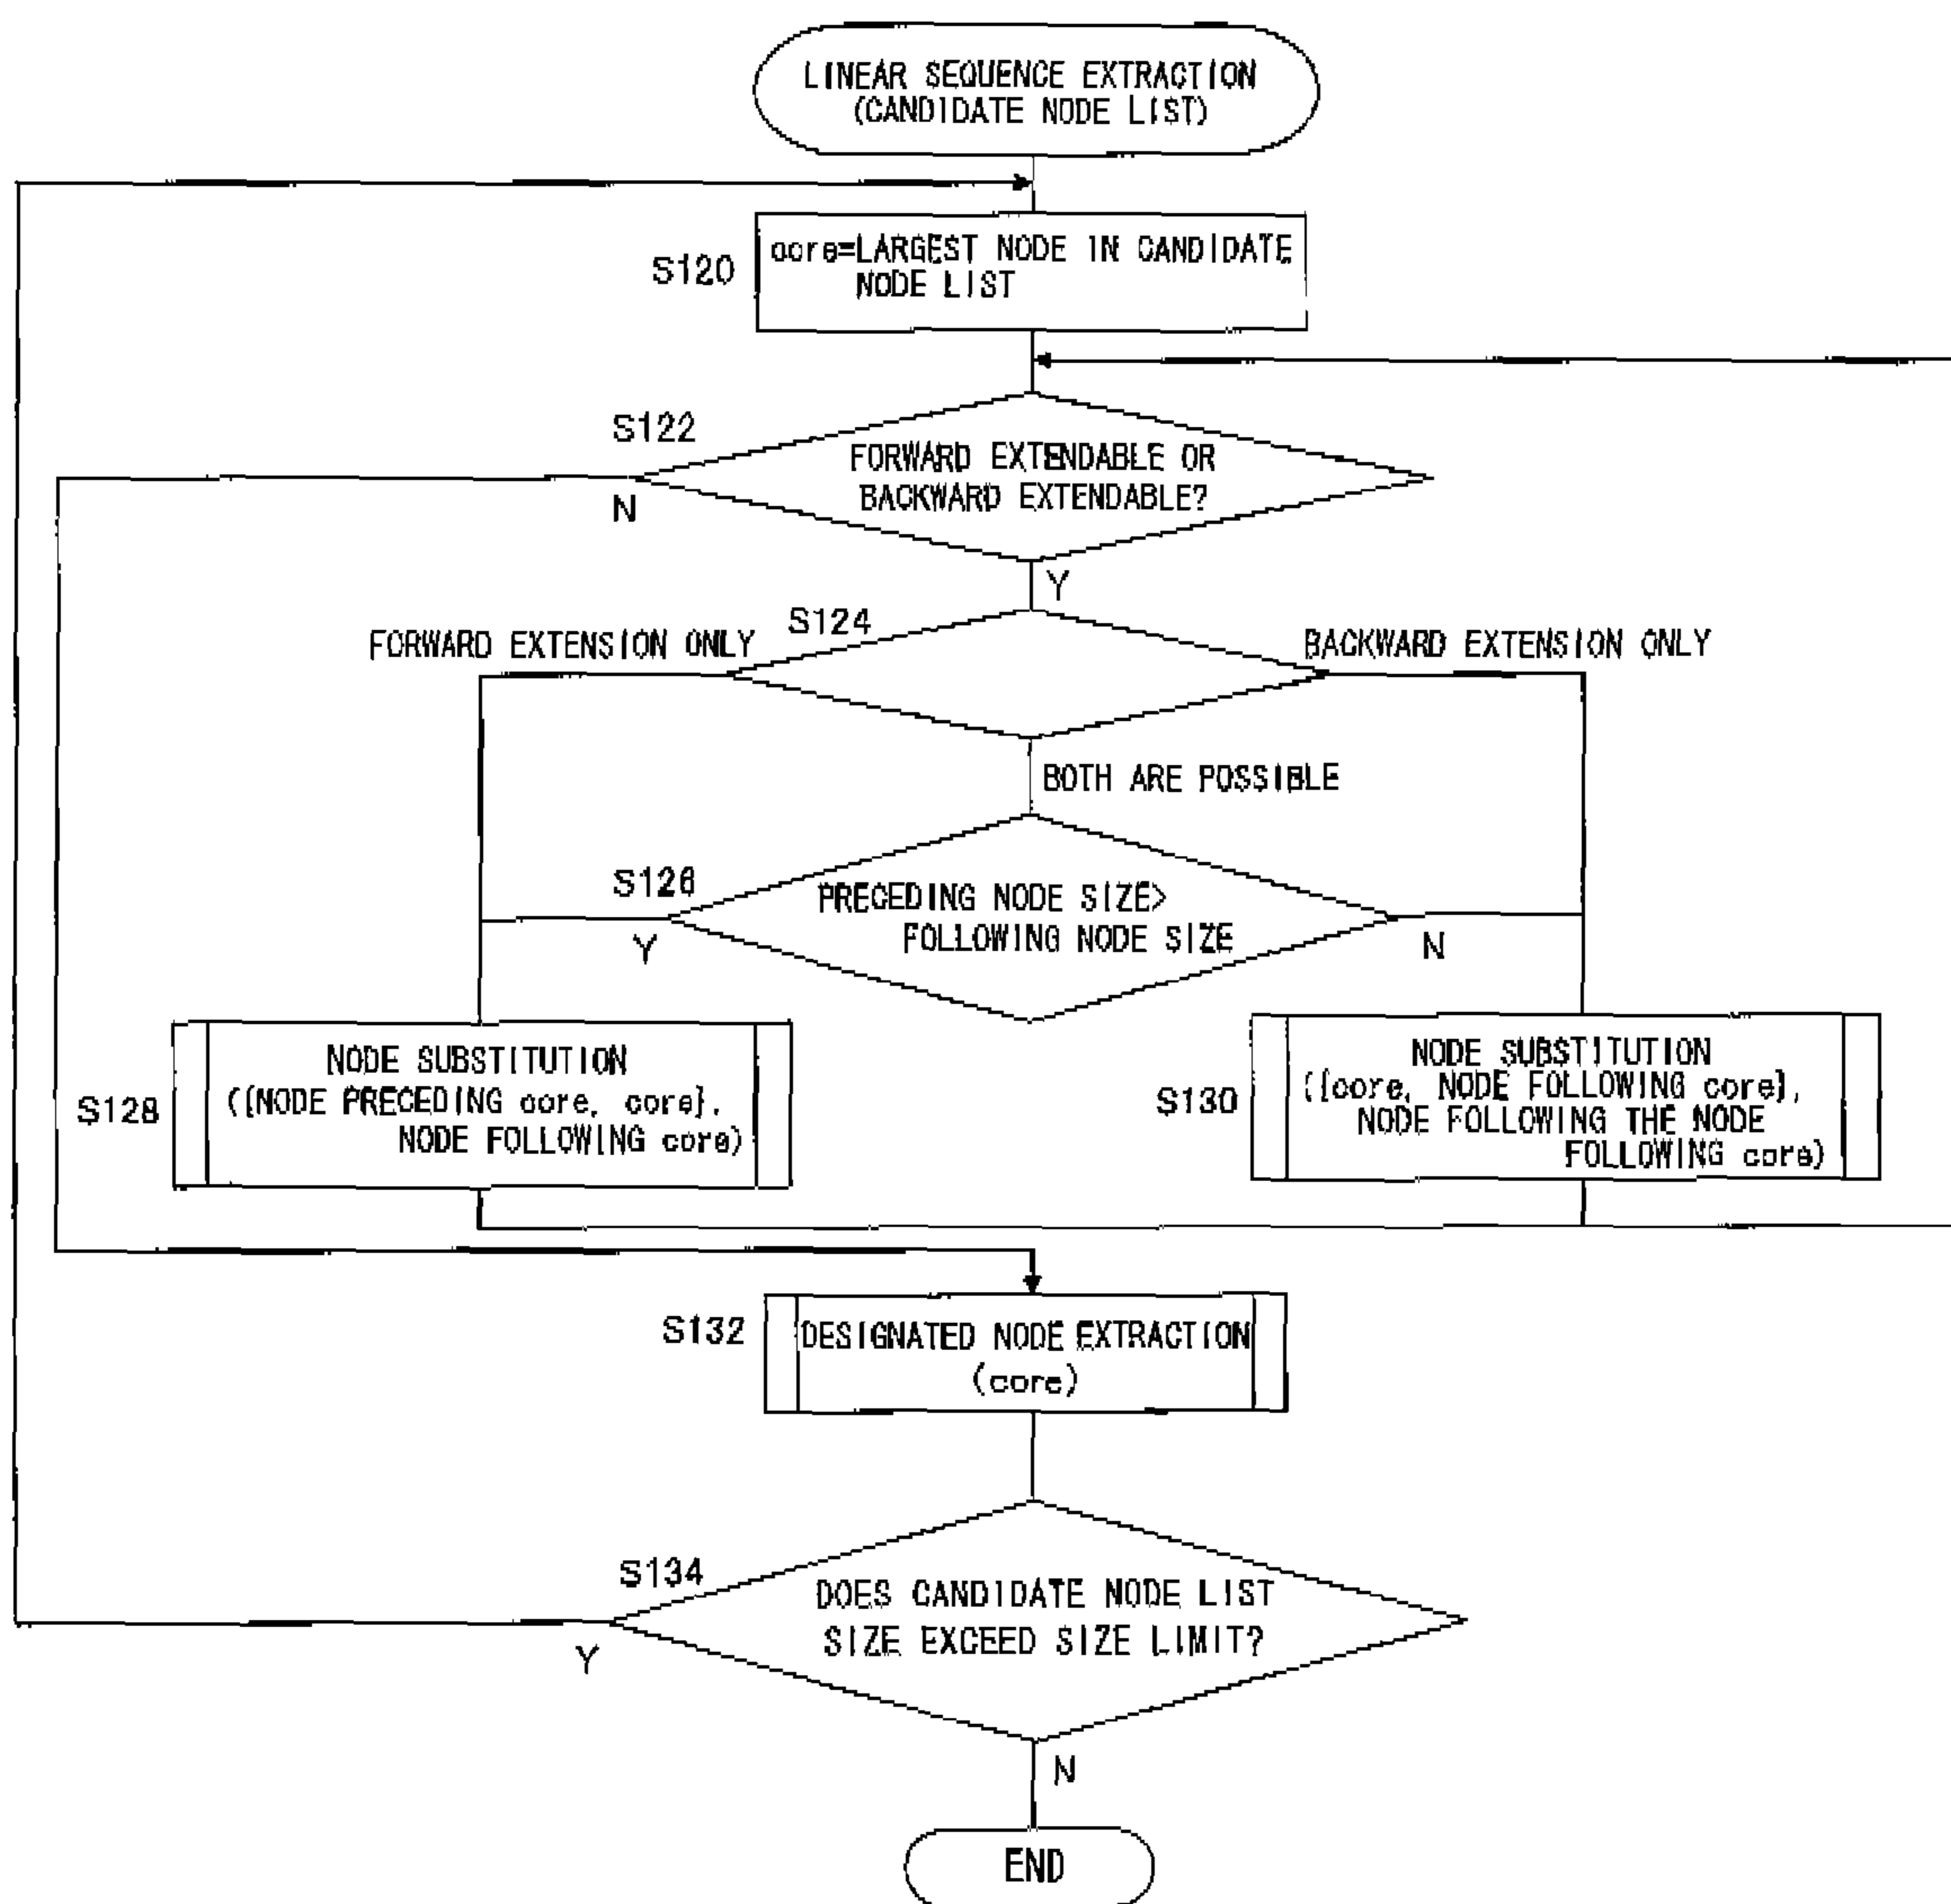 LINEAR SEQUENCE EXTRACTION
(CANDIDATE NODE LIST)
S120
core=LARGEST NODE IN CANDIDATE
NODE LIST
S122
FORWARD EXTENDABLE OR
BACKWARD EXTENDABLE?
N
Y
S124
FORWARD EXTENSION ONLY
BACKWARD EXTENSION ONLY
BOTH ARE POSSIBLE
S126
PRECEDING NODE SIZE>
FOLLOWING NODE SIZE
Y
N
S128
NODE SUBSTITUTION
({NODE PRECEDING core, core},
NODE FOLLOWING core)
S130
NODE SUBSTITUTION
({core, NODE FOLLOWING core},
NODE FOLLOWING THE NODE
FOLLOWING core)
S132
DESIGNATED NODE EXTRACTION
(core)
S134
DOES CANDIDATE NODE LIST
SIZE EXCEED SIZE LIMIT?
Y
N
END